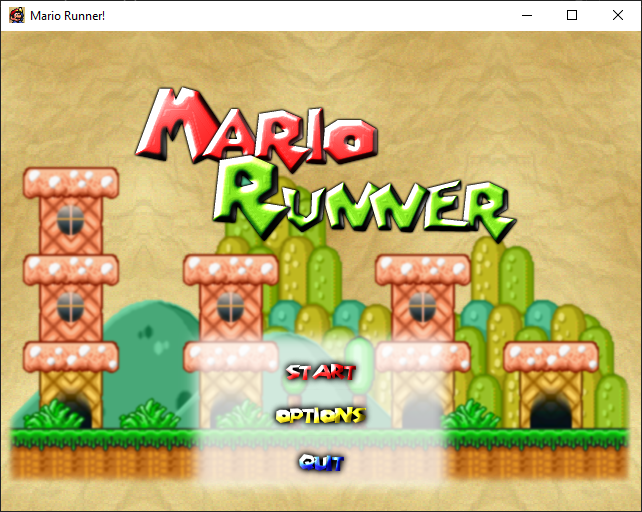 Mario Runner!
MARIO
RUNNER
START
OPTIONS
QUIT